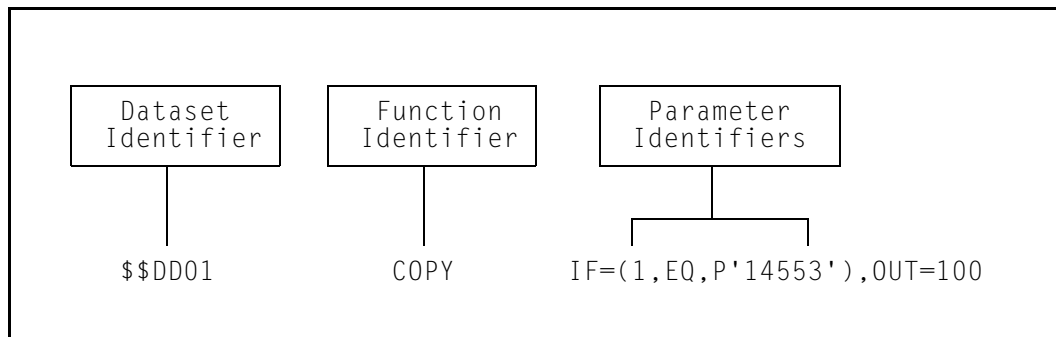 Dataset
Identifier
Function
Identifier
Parameter
Identifiers
$$DD01 COPY IF=(1,EQ,P'14553'),OUT=100